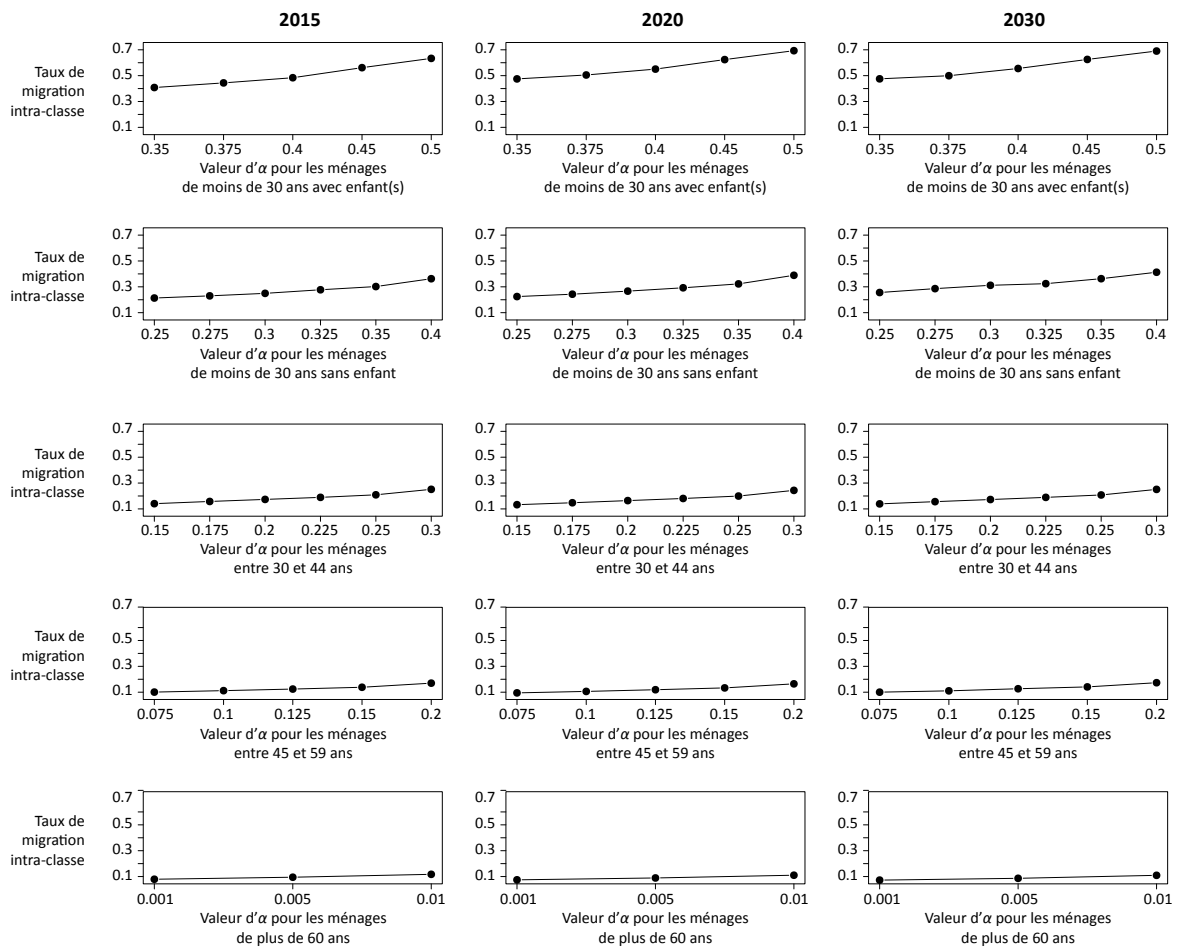 2015 2020 2030
Taux de
migration
intra-classe
0.7 0.7 0.7
0.5 0.5 0.5
0.3 0.3 0.3
0.1 0.1 0.1
0.35 0.375 0.4 0.45 0.5 0.35 0.375 0.4 0.45 0.5 0.35 0.375 0.4 0.45 0.5
Valeur d'α pour les ménages Valeur d'α pour les ménages Valeur d'α pour les ménages
de moins de 30 ans avec enfant(s) de moins de 30 ans avec enfant(s) de moins de 30 ans avec enfant(s)
Taux de
migration
intra-classe
0.7 0.7 0.7
0.5 0.5 0.5
0.3 0.3 0.3
0.1 0.1 0.1
0.25 0.275 0.3 0.325 0.35 0.4 0.25 0.275 0.3 0.325 0.35 0.4 0.25 0.275 0.3 0.325 0.35 0.4
Valeur d'α pour les ménages Valeur d'α pour les ménages Valeur d'α pour les ménages
de moins de 30 ans sans enfant de moins de 30 ans sans enfant de moins de 30 ans sans enfant
Taux de
migration
intra-classe
0.7 0.7 0.7
0.5 0.5 0.5
0.3 0.3 0.3
0.1 0.1 0.1
0.15 0.175 0.2 0.225 0.25 0.3 0.15 0.175 0.2 0.225 0.25 0.3 0.15 0.175 0.2 0.225 0.25 0.3
Valeur d'α pour les ménages Valeur d'α pour les ménages Valeur d'α pour les ménages
entre 30 et 44 ans entre 30 et 44 ans entre 30 et 44 ans
Taux de
migration
intra-classe
0.7 0.7 0.7
0.5 0.5 0.5
0.3 0.3 0.3
0.1 0.1 0.1
0.075 0.1 0.125 0.15 0.2 0.075 0.1 0.125 0.15 0.2 0.075 0.1 0.125 0.15 0.2
Valeur d'α pour les ménages Valeur d'α pour les ménages Valeur d'α pour les ménages
entre 45 et 59 ans entre 45 et 59 ans entre 45 et 59 ans
Taux de
migration
intra-classe
0.7 0.7 0.7
0.5 0.5 0.5
0.3 0.3 0.3
0.1 0.1 0.1
0.001 0.005 0.01 0.001 0.005 0.01 0.001 0.005 0.01
Valeur d'α pour les ménages Valeur d'α pour les ménages Valeur d'α pour les ménages
de plus de 60 ans de plus de 60 ans de plus de 60 ans